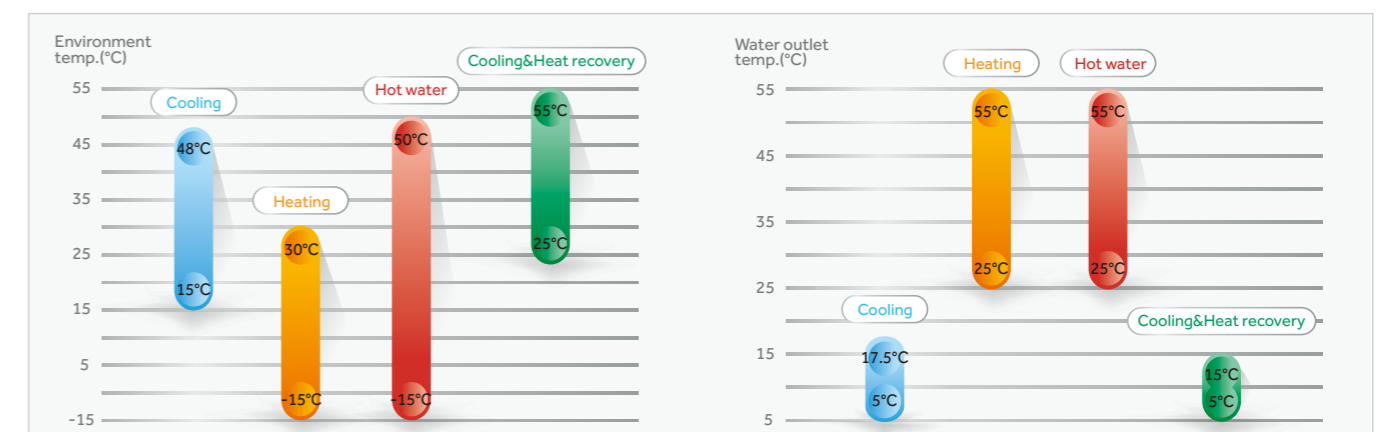 Environment
temp.(°C)
Cooling&Heat recovery
Hot water
Cooling
Heating
55
45
35
25
15
5
-15
48°C
15°C
30°C
-15°C
50°C
-15°C
55°C
25°C
Water outlet
temp.(°C)
Heating
Hot water
Cooling
Cooling&Heat recovery
55
45
35
25
15
5
55°C
25°C
55°C
25°C
17.5°C
5°C
15°C
5°C